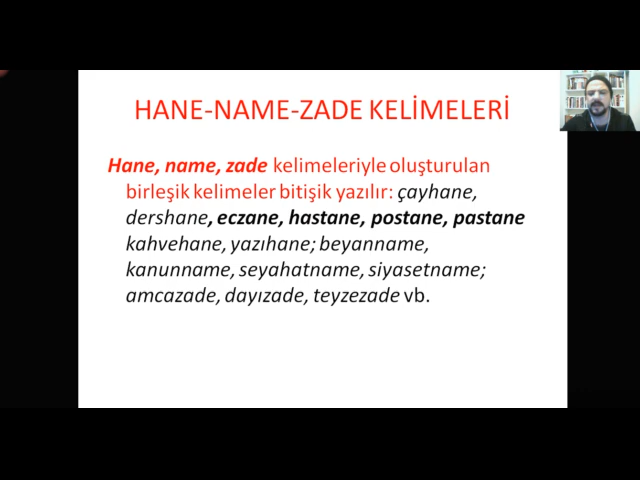 HANE-NAME-ZADE KELİMELERİ
Hane, name, zade kelimeleriyle oluşturulan
birleşik kelimeler bitişik yazılır: çayhane,
dershane, eczane, hastane, postane, pastane
kahvehane, yazıhane; beyanname,
kanunname, seyahatname, siyasetname;
amcazade, dayızade, teyzezade vb.